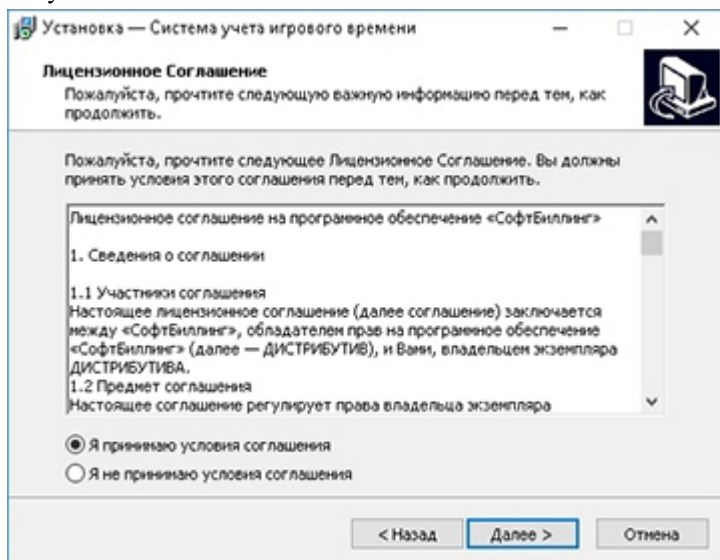 Установка — Система учета игрового времени
Лицензионное Соглашение
Пожалуйста, прочтите следующую важную информацию перед тем, как
продолжить.
Пожалуйста, прочтите следующее Лицензионное Соглашение. Вы должны
принять условия этого соглашения перед тем, как продолжить.
Лицензионное соглашение на программное обеспечение «СофтБиллинг»
1. Сведения о соглашении
1.1 Участники соглашения
Настоящее лицензионное соглашение (далее соглашение) заключается
между «СофтБиллинг», обладателем прав на программное обеспечение
«СофтБиллинг» (далее — ДИСТРИБУТИВ), и Вами, владельцем экземпляра
ДИСТРИБУТИВА.
1.2 Предмет соглашения
Настоящее соглашение регулирует права владельца экземпляра
Я принимаю условия соглашения
Я не принимаю условия соглашения
< Назад
Далее >
Отмена